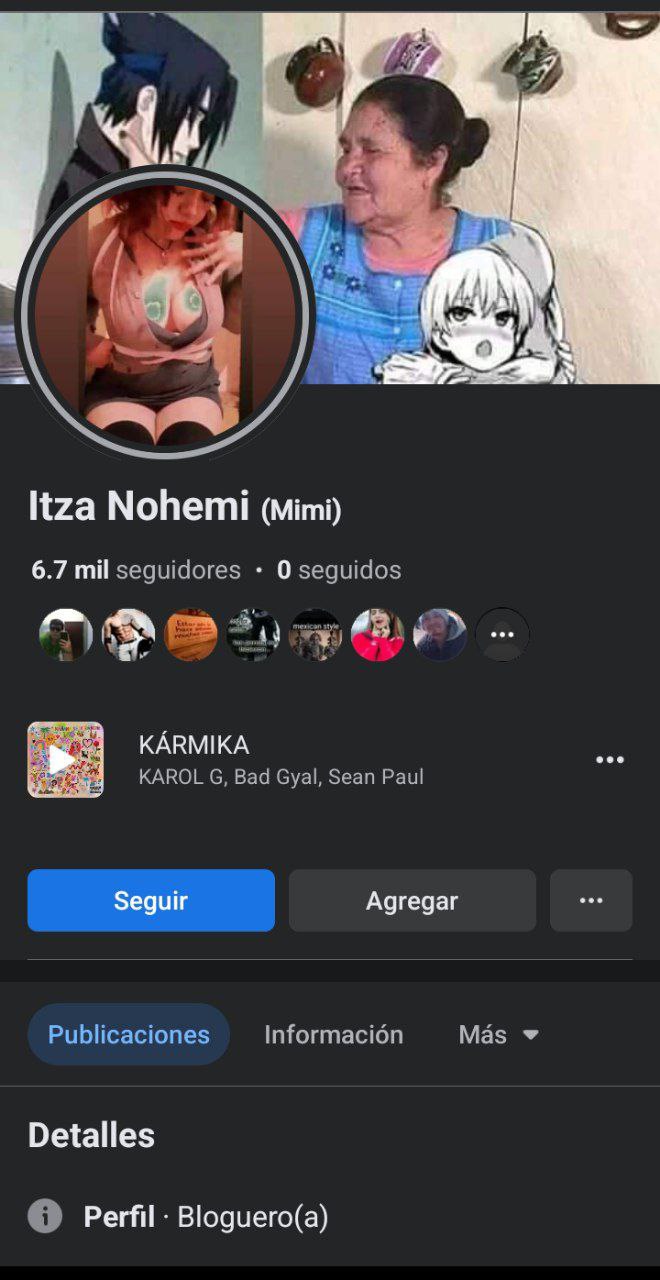 Itza Nohemi (Mimi)
6.7 mil seguidores • 0 seguidos
mexican style
KÁRMIKA
KAROL G, Bad Gyal, Sean Paul
Seguir
Agregar
Publicaciones
Información
Más
Detalles
Perfil · Bloguero(a)